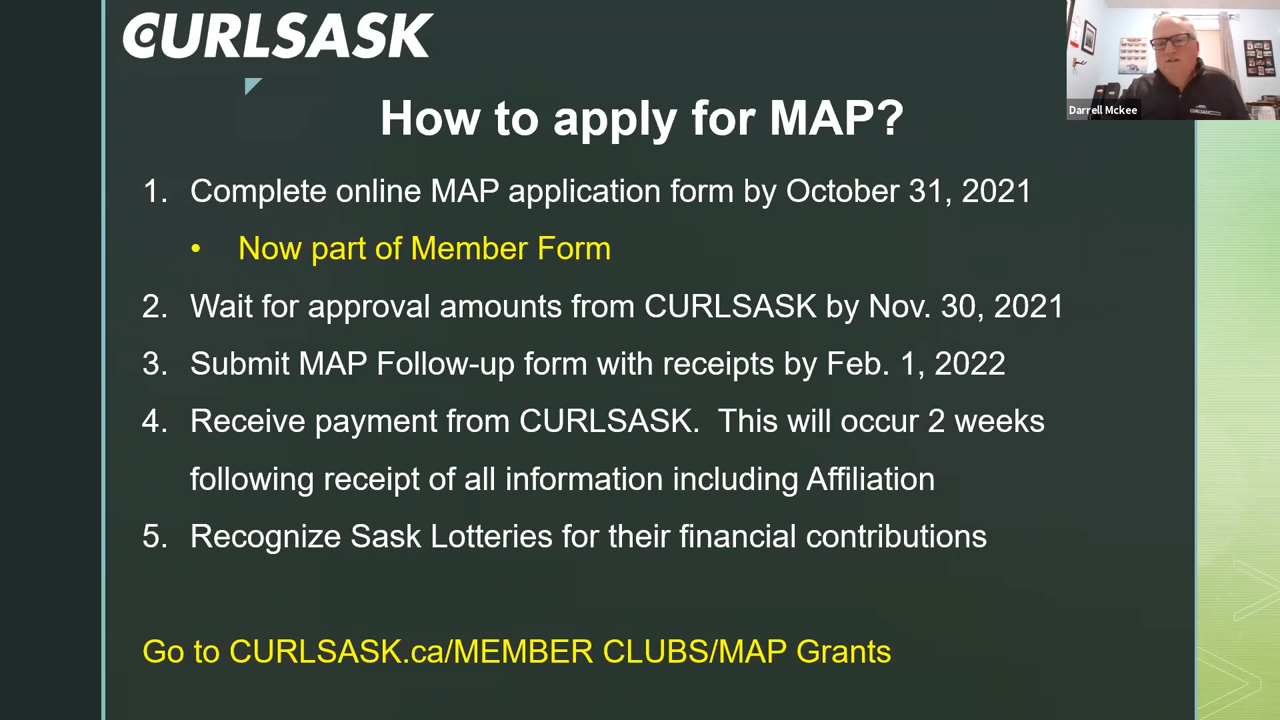 CURLSASK
Darrell Mckee
How to apply for MAP?
1. Complete online MAP application form by October 31, 2021
• Now part of Member Form
2. Wait for approval amounts from CURLSASK by Nov. 30, 2021
3. Submit MAP Follow-up form with receipts by Feb. 1, 2022
4. Receive payment from CURLSASK.  This will occur 2 weeks
following receipt of all information including Affiliation
5. Recognize Sask Lotteries for their financial contributions
Go to CURLSASK.ca/MEMBER CLUBS/MAP Grants